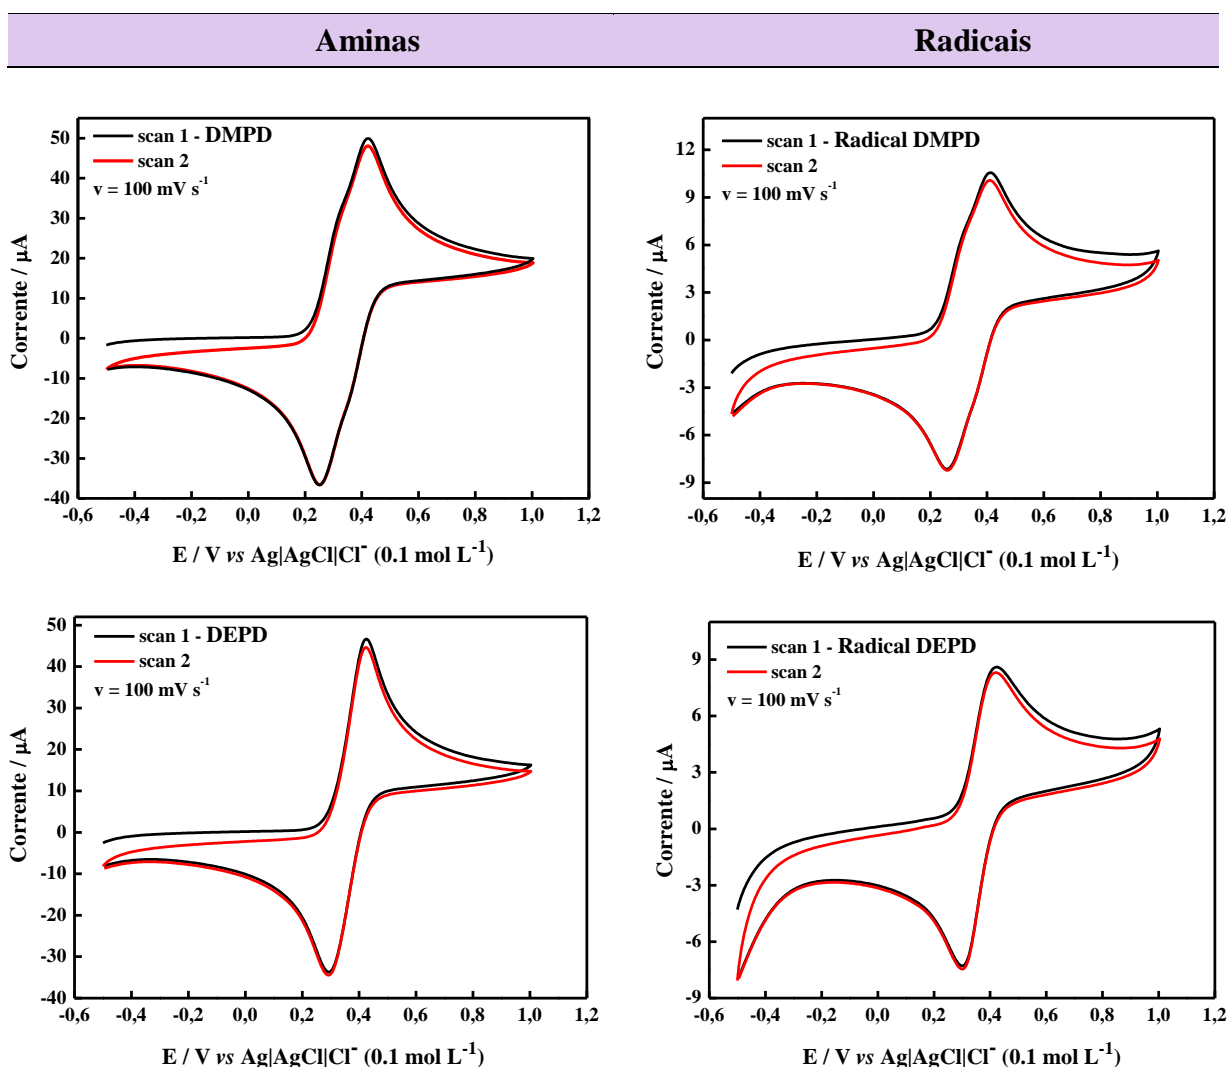 Aminas Radicais
scan 1 - DMPD
scan 2
v = 100 mV s-1
50
40
30
20
10
0
-10
-20
-30
-40
Corrente / µA
-0,6 -0,4 -0,2 0,0 0,2 0,4 0,6 0,8 1,0 1,2
E / V vs Ag|AgCl|Cl- (0.1 mol L-1)
scan 1 - Radical DMPD
scan 2
v = 100 mV s-1
12
9
6
3
0
-3
-6
-9
Corrente / µA
-0,6 -0,4 -0,2 0,0 0,2 0,4 0,6 0,8 1,0 1,2
E / V vs Ag|AgCl|Cl- (0.1 mol L-1)
scan 1 - DEPD
scan 2
v = 100 mV s-1
50
40
30
20
10
0
-10
-20
-30
-40
Corrente / µA
-0,6 -0,4 -0,2 0,0 0,2 0,4 0,6 0,8 1,0 1,2
E / V vs Ag|AgCl|Cl- (0.1 mol L-1)
scan 1 - Radical DEPD
scan 2
v = 100 mV s-1
9
6
3
0
-3
-6
-9
Corrente / µA
-0,6 -0,4 -0,2 0,0 0,2 0,4 0,6 0,8 1,0 1,2
E / V vs Ag|AgCl|Cl- (0.1 mol L-1)